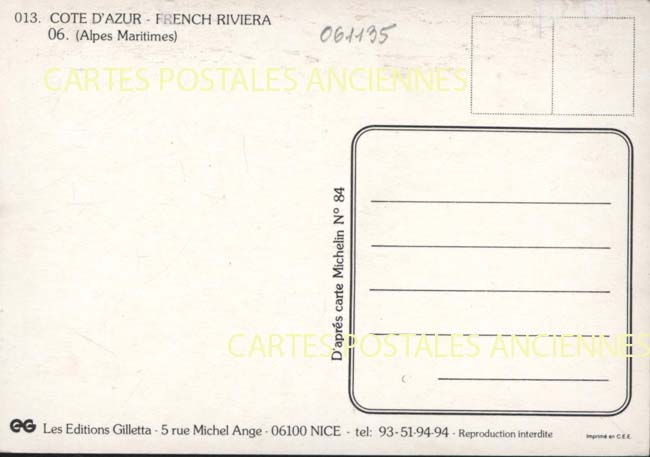 013. COTE D'AZUR - FRENCH RIVIERA
06. (Alpes Maritimes)
061135
CARTES POSTALES ANCIENNES
D'aprés carte Michelin N° 84
CARTES POSTALES ANCIENNES
EG Les Editions Gilletta - 5 rue Michel Ange - 06100 NICE - tel: 93-51-94-94 - Reproduction interdite
Imprimé en C.E.E.